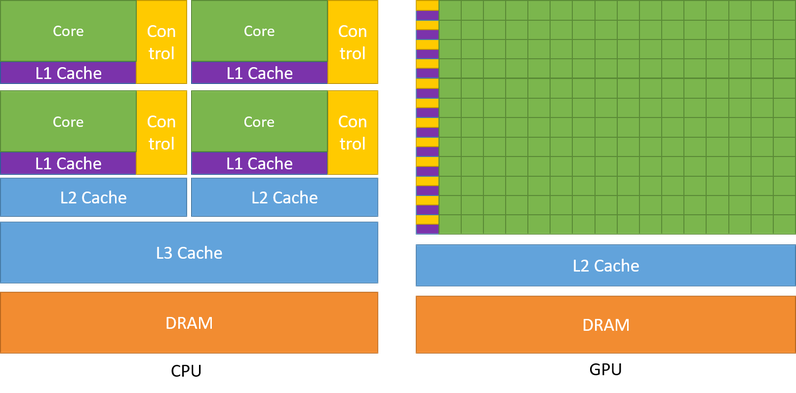 Core
Con
trol
L1 Cache
Core
Con
trol
L1 Cache
Core
Con
trol
L1 Cache
Core
Con
trol
L1 Cache
L2 Cache
L2 Cache
L3 Cache
DRAM
CPU
L2 Cache
DRAM
GPU